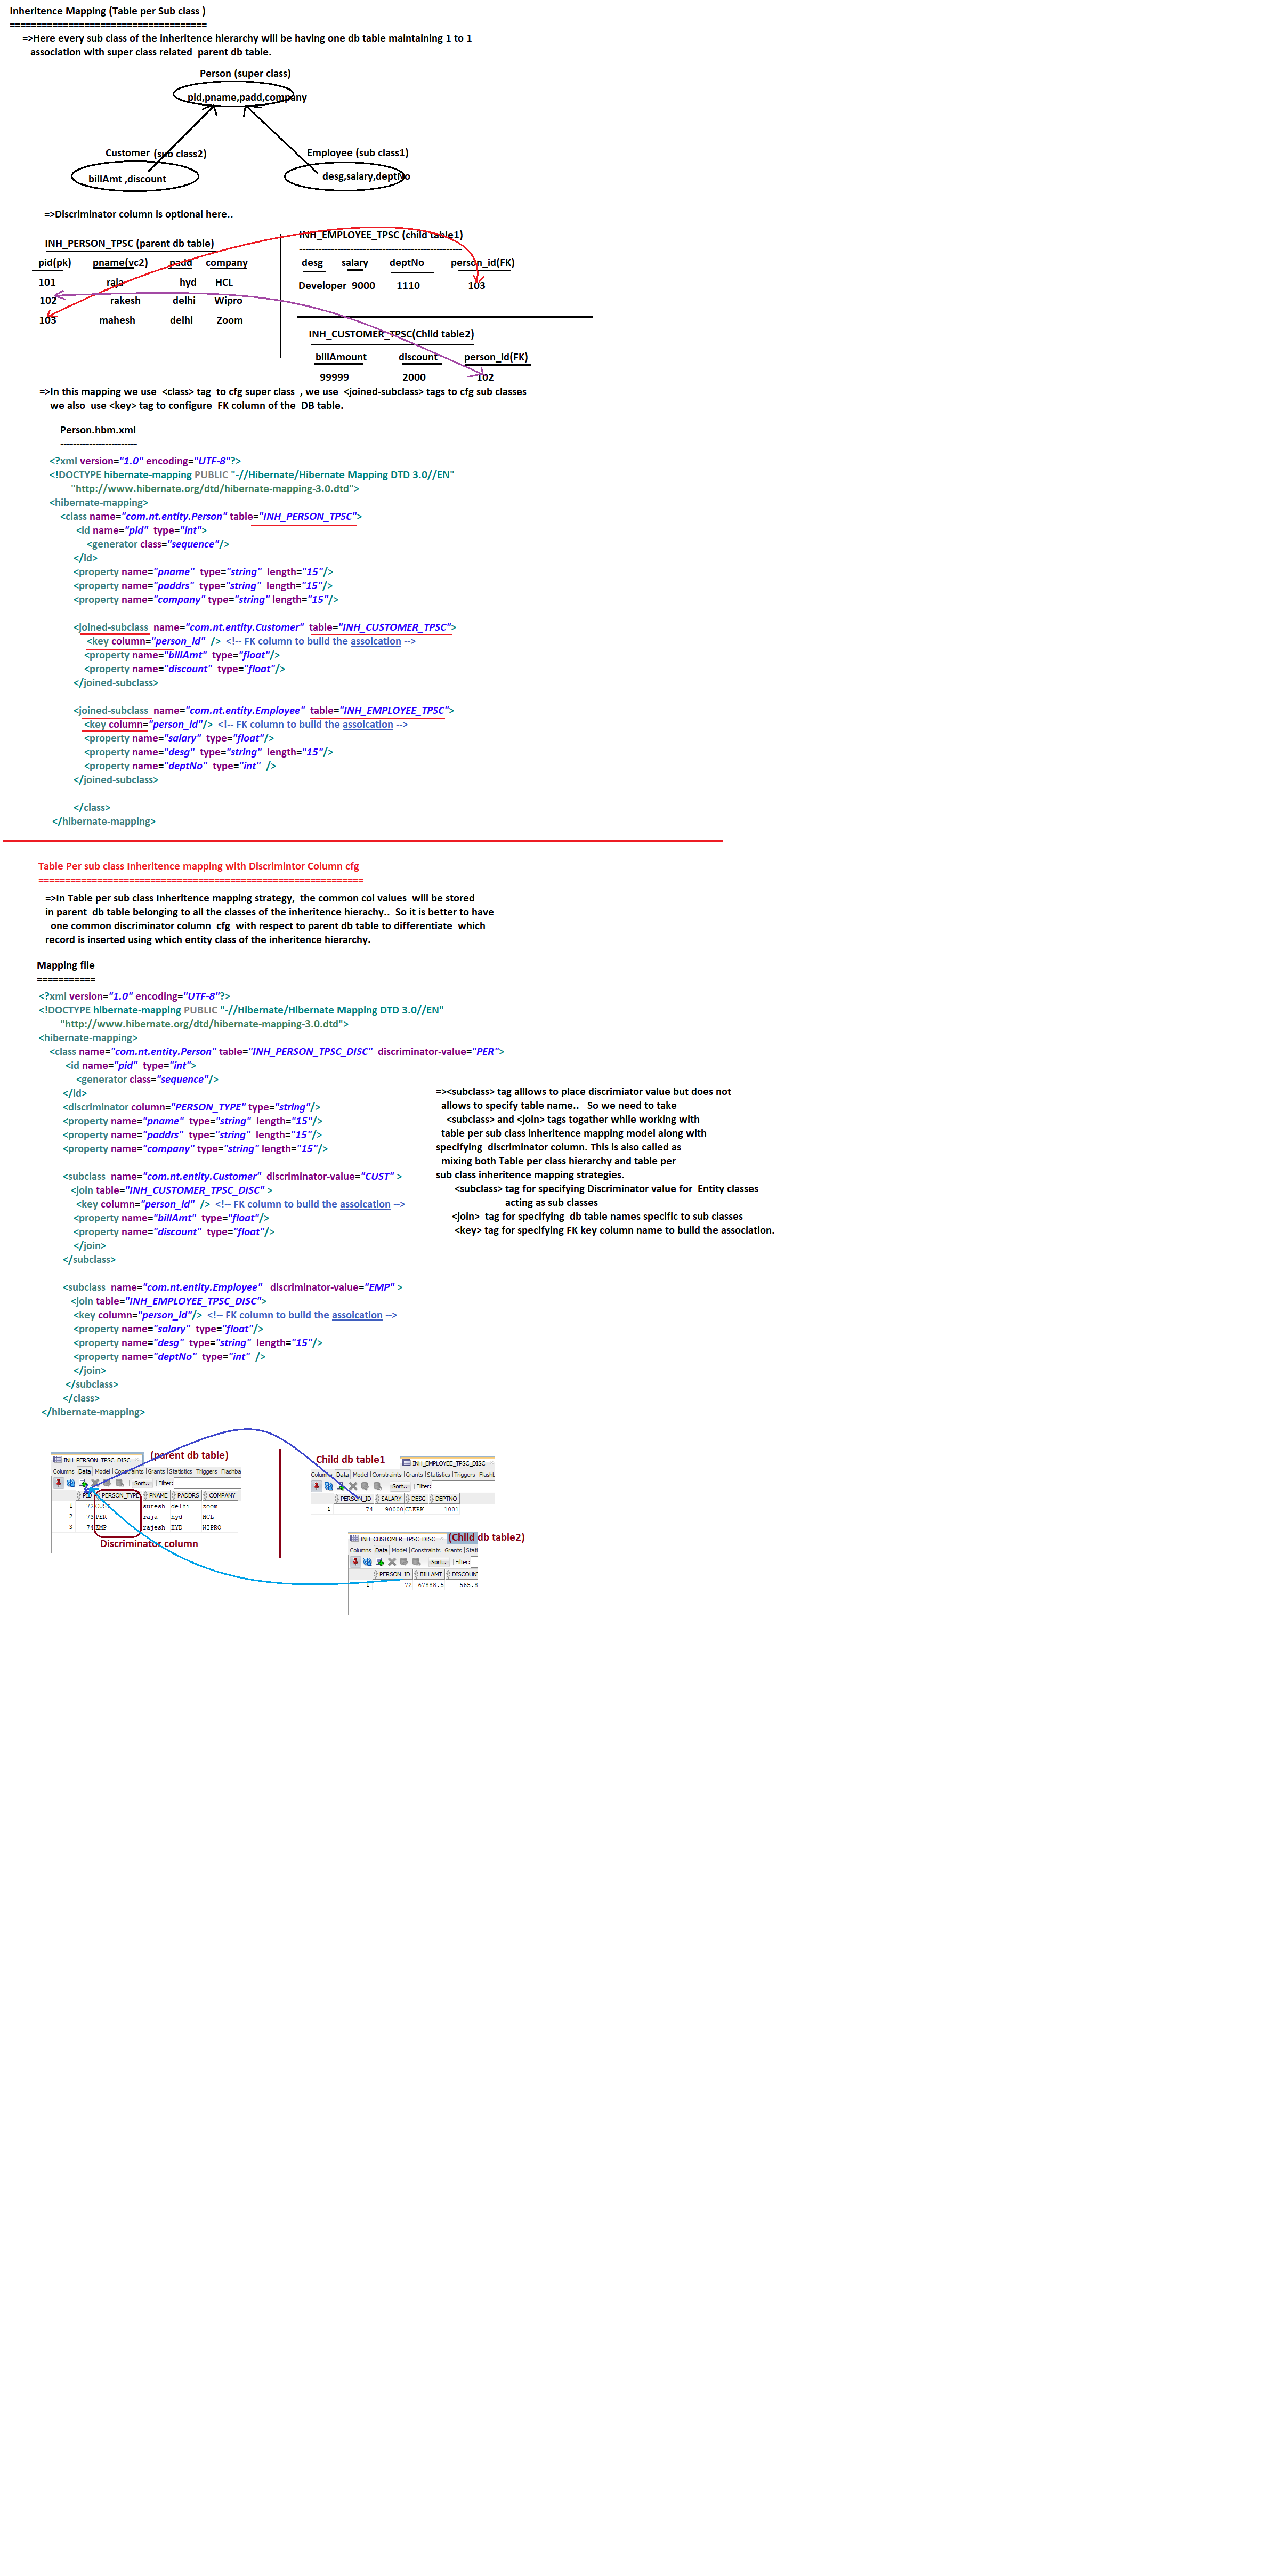 Inheritence Mapping (Table per Sub class )
=====================================
=>Here every sub class of the inheritence hierarchy will be having one db table maintaining 1 to 1
association with super class related parent db table.
Person (super class)
pid,pname,padd,company
Customer (sub class2)
Employee (sub class1)
billAmt ,discount
desg,salary,deptNo
=>Discriminator column is optional here..
INH_PERSON_TPSC (parent db table)
pid(pk) pname(vc2) padd company
101 raja hyd HCL
102 rakesh delhi Wipro
103 mahesh delhi Zoom
INH_EMPLOYEE_TPSC (child table1)
--------------------------------------------------
desg salary deptNo person_id(FK)
Developer 9000 1110 103
INH_CUSTOMER_TPSC(Child table2)
billAmount discount person_id(FK)
99999 2000 102
=>In this mapping we use <class> tag to cfg super class , we use <joined-subclass> tags to cfg sub classes
we also use <key> tag to configure FK column of the DB table.
Person.hbm.xml
------------------------
<?xml version="1.0" encoding="UTF-8"?>
<!DOCTYPE hibernate-mapping PUBLIC "-//Hibernate/Hibernate Mapping DTD 3.0//EN"
"http://www.hibernate.org/dtd/hibernate-mapping-3.0.dtd">
<hibernate-mapping>
<class name="com.nt.entity.Person" table="INH_PERSON_TPSC">
<id name="pid" type="int">
<generator class="sequence"/>
</id>
<property name="pname" type="string" length="15"/>
<property name="paddrs" type="string" length="15"/>
<property name="company" type="string" length="15"/>
<joined-subclass name="com.nt.entity.Customer" table="INH_CUSTOMER_TPSC">
<key column="person_id" /> <!-- FK column to build the assoication -->
<property name="billAmt" type="float"/>
<property name="discount" type="float"/>
</joined-subclass>
<joined-subclass name="com.nt.entity.Employee" table="INH_EMPLOYEE_TPSC">
<key column="person_id"/> <!-- FK column to build the assoication -->
<property name="salary" type="float"/>
<property name="desg" type="string" length="15"/>
<property name="deptNo" type="int" />
</joined-subclass>
</class>
</hibernate-mapping>
Table Per sub class Inheritence mapping with Discrimintor Column cfg
=============================================================
=>In Table per sub class Inheritence mapping strategy, the common col values will be stored
in parent db table belonging to all the classes of the inheritence hierachy.. So it is better to have
one common discriminator column cfg with respect to parent db table to differentiate which
record is inserted using which entity class of the inheritence hierarchy.
Mapping file
===========
<?xml version="1.0" encoding="UTF-8"?>
<!DOCTYPE hibernate-mapping PUBLIC "-//Hibernate/Hibernate Mapping DTD 3.0//EN"
"http://www.hibernate.org/dtd/hibernate-mapping-3.0.dtd">
<hibernate-mapping>
<class name="com.nt.entity.Person" table="INH_PERSON_TPSC_DISC" discriminator-value="PER">
<id name="pid" type="int">
<generator class="sequence"/>
</id>
<discriminator column="PERSON_TYPE" type="string"/>
<property name="pname" type="string" length="15"/>
<property name="paddrs" type="string" length="15"/>
<property name="company" type="string" length="15"/>
<subclass name="com.nt.entity.Customer" discriminator-value="CUST" >
<join table="INH_CUSTOMER_TPSC_DISC" >
<key column="person_id" /> <!-- FK column to build the assoication -->
<property name="billAmt" type="float"/>
<property name="discount" type="float"/>
</join>
</subclass>
<subclass name="com.nt.entity.Employee" discriminator-value="EMP" >
<join table="INH_EMPLOYEE_TPSC_DISC">
<key column="person_id"/> <!-- FK column to build the assoication -->
<property name="salary" type="float"/>
<property name="desg" type="string" length="15"/>
<property name="deptNo" type="int" />
</join>
</subclass>
</class>
</hibernate-mapping>
=><subclass> tag alllows to place discrimiator value but does not
allows to specify table name.. So we need to take
<subclass> and <join> tags togather while working with
table per sub class inheritence mapping model along with
specifying discriminator column. This is also called as
mixing both Table per class hierarchy and table per
sub class inheritence mapping strategies.
<subclass> tag for specifying Discriminator value for Entity classes
acting as sub classes
<join> tag for specifying db table names specific to sub classes
<key> tag for specifying FK key column name to build the association.
(parent db table)
INH_PERSON_TPSC_DISC
Columns Data Model Constraints Grants Statistics Triggers Flashba
Sort.. Filter:
PID PERSON_TYPE PNAME PADDRS COMPANY
1 72 CUST suresh delhi zoom
2 73 PER raja hyd HCL
3 74 EMP rajesh HYD WIPRO
Discriminator column
Child db table1
INH_EMPLOYEE_TPSC_DISC
Columns Data Model Constraints Grants Statistics Triggers Flashb
Sort.. Filter:
PERSON_ID SALARY DESG DEPTNO
1 74 90000 CLERK 1001
INH_CUSTOMER_TPSC_DISC
(Child db table2)
Columns Data Model Constraints Grants Stati
Sort.. Filter:
PERSON_ID BILLAMT DISCOUNT
1 72 67888.5 565.8